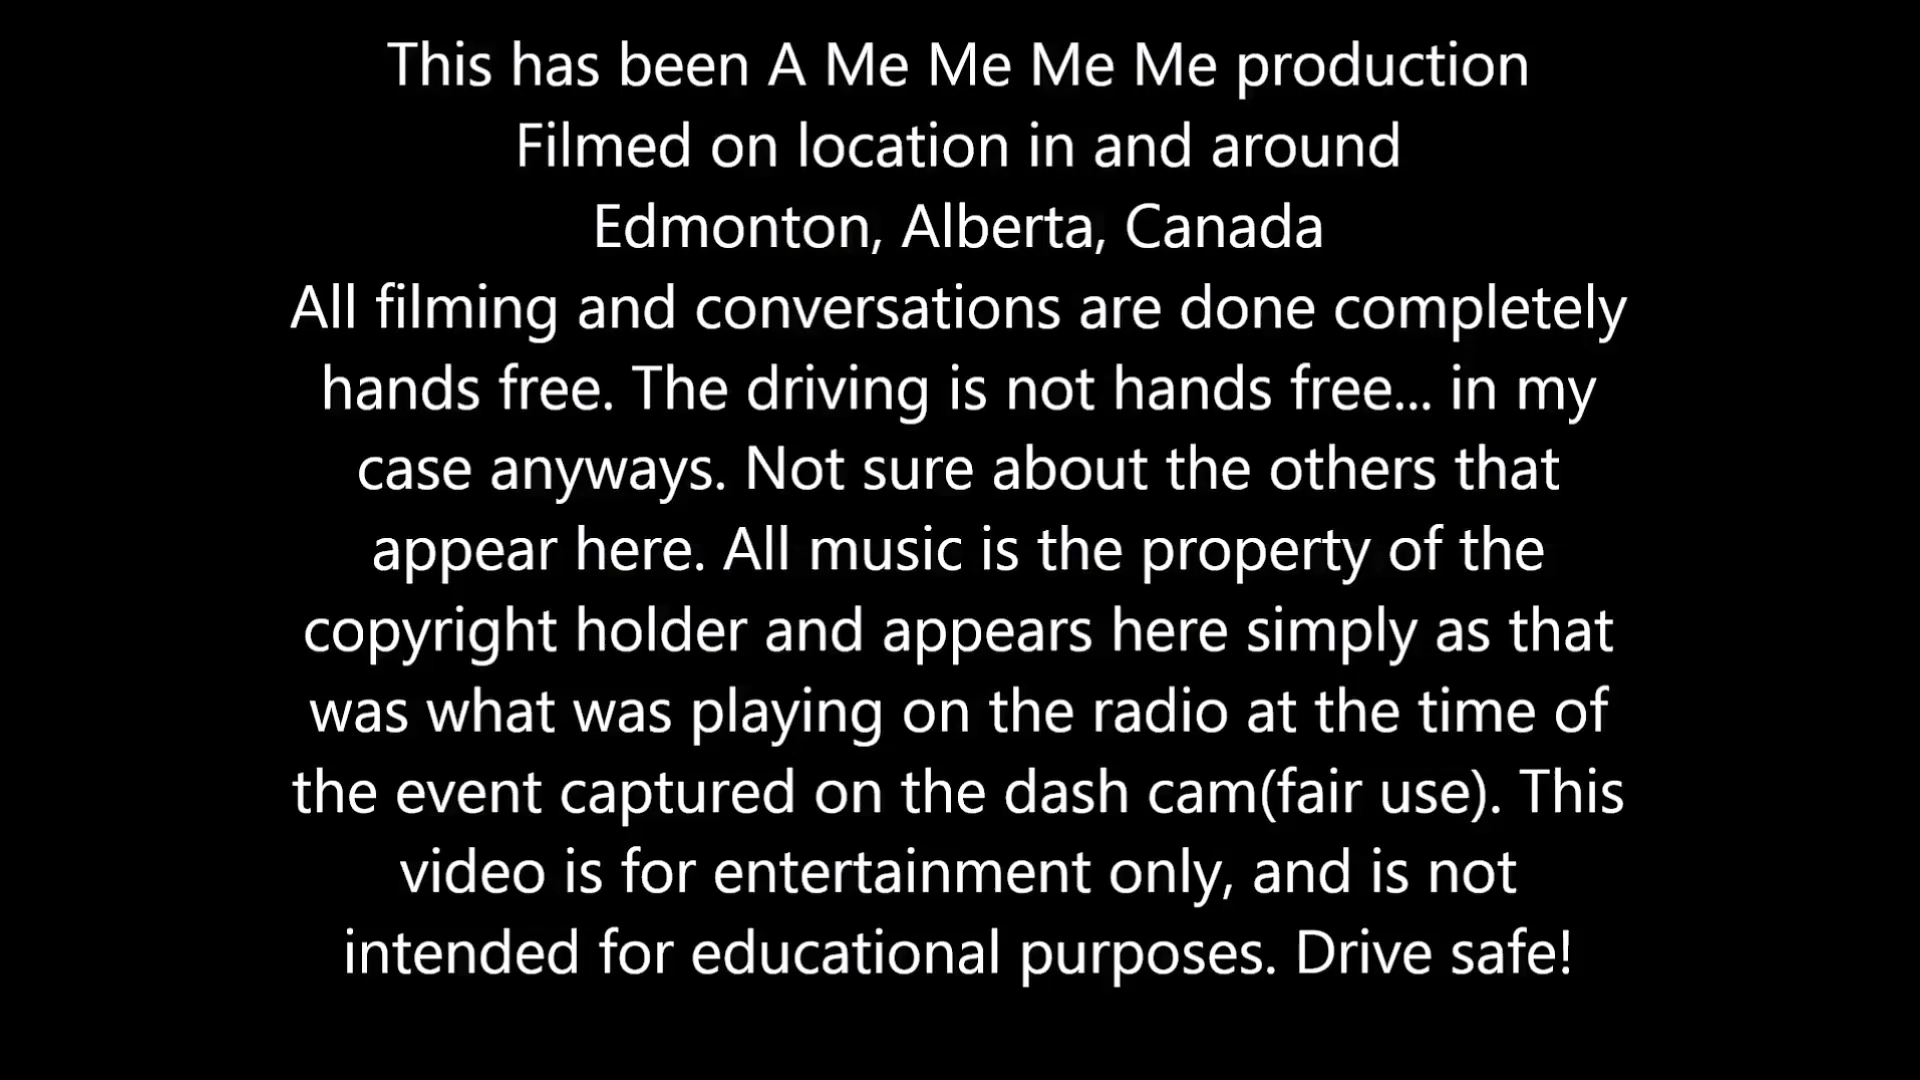 This has been A Me Me Me Me production
Filmed on location in and around
Edmonton, Alberta, Canada
All filming and conversations are done completely
hands free. The driving is not hands free... in my
case anyways. Not sure about the others that
appear here. All music is the property of the
copyright holder and appears here simply as that
was what was playing on the radio at the time of
the event captured on the dash cam(fair use). This
video is for entertainment only, and is not
intended for educational purposes. Drive safe!